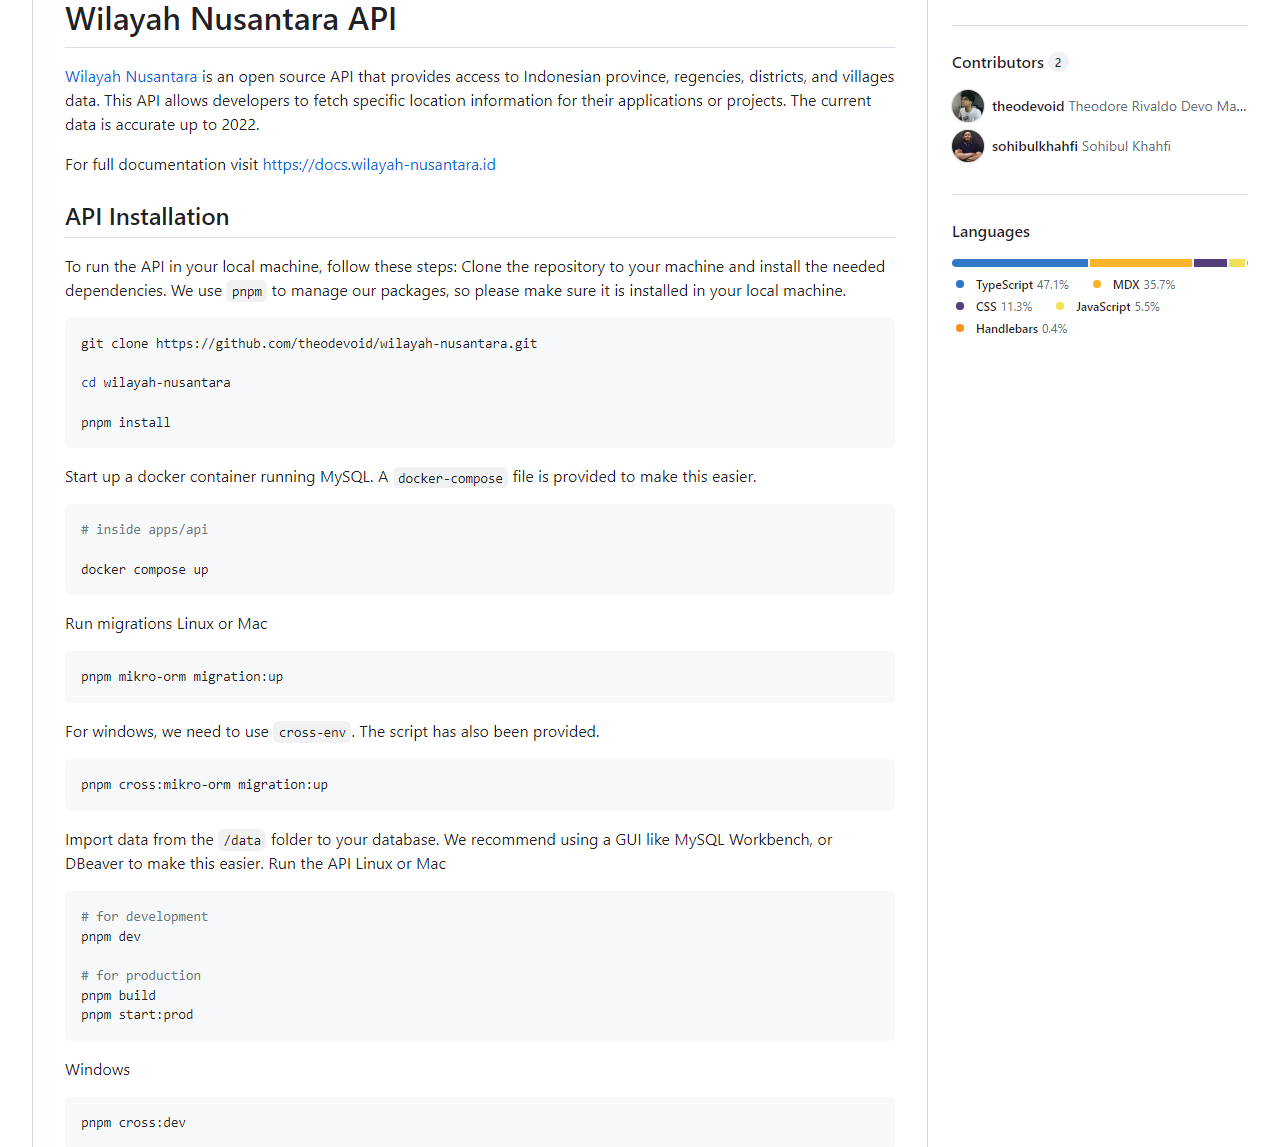 Wilayah Nusantara API
Wilayah Nusantara is an open source API that provides access to Indonesian province, regencies, districts, and villages
data. This API allows developers to fetch specific location information for their applications or projects. The current
data is accurate up to 2022.
For full documentation visit https://docs.wilayah-nusantara.id
API Installation
To run the API in your local machine, follow these steps: Clone the repository to your machine and install the needed
dependencies. We use pnpm to manage our packages, so please make sure it is installed in your local machine.
git clone https://github.com/theodevoid/wilayah-nusantara.git
cd wilayah-nusantara
pnpm install
Start up a docker container running MySQL. A docker-compose file is provided to make this easier.
# inside apps/api
docker compose up
Run migrations Linux or Mac
pnpm mikro-orm migration:up
For windows, we need to use cross-env. The script has also been provided.
pnpm cross:mikro-orm migration:up
Import data from the /data folder to your database. We recommend using a GUI like MySQL Workbench, or
DBeaver to make this easier. Run the API Linux or Mac
# for development
pnpm dev
# for production
pnpm build
pnpm start:prod
Windows
pnpm cross:dev
Contributors 2
theodevoid Theodore Rivaldo Devo Ma...
sohibulkhahfi Sohibul Khahfi
Languages
TypeScript 47.1% MDX 35.7%
CSS 11.3% JavaScript 5.5%
Handlebars 0.4%